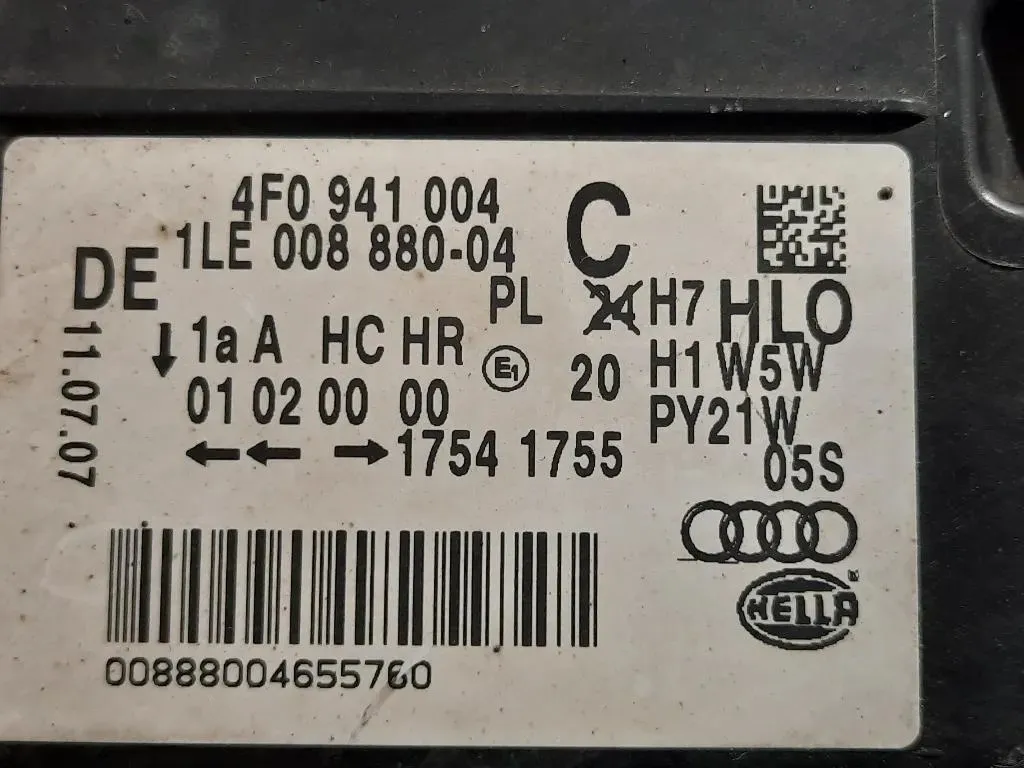 4F0 941 004 C
1LE 008 880-04
DE
PL 24 H7 HLO
↓ 1a A HC HR E1 20 H1 W5W
01 02 00 00 PY21W
← ← → 1754 1755 05S
11.07.07
HELLA
00888004655760